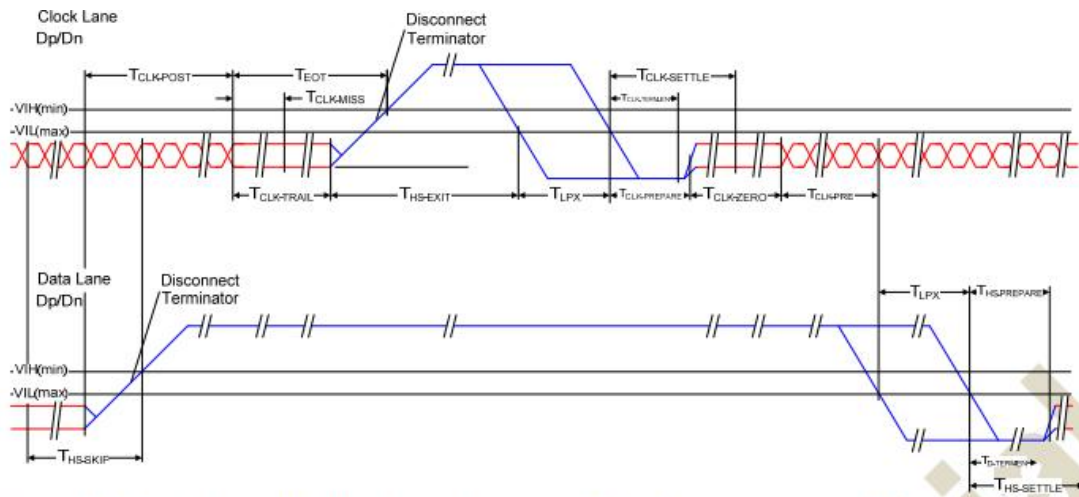 Clock Lane
Dp/Dn
Disconnect
Terminator
TCLK-POST
TEOT
TCLK-SETTLE
TCLK-MISS
TCLK-TERM-EN
VIH(min)
VIL(max)
TCLK-TRAIL
THS-EXIT
TLPX
TCLK-PREPARE
TCLK-ZERO
TCLK-PRE
Data Lane
Dp/Dn
Disconnect
Terminator
TLPX
THS-PREPARE
VIH(min)
VIL(max)
THS-SKIP
TD-TERM-EN
THS-SETTLE